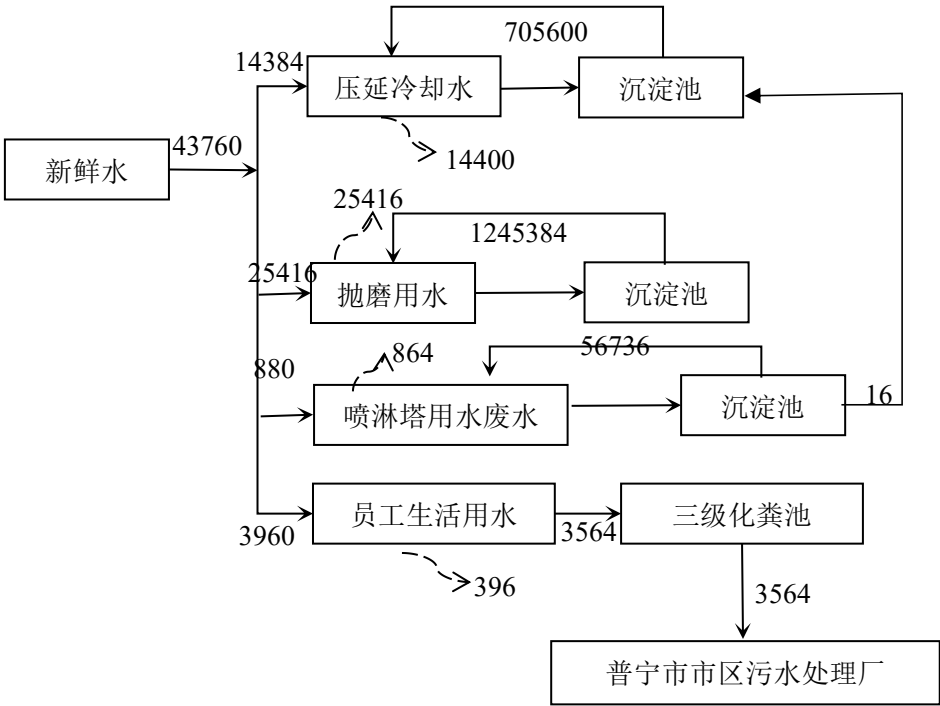 705600
14384
压延冷却水
沉淀池
43760
新鲜水
14400
25416
1245384
25416
抛磨用水
沉淀池
864
56736
880
喷淋塔用水废水
沉淀池
16
员工生活用水
三级化粪池
3960
3564
396
3564
普宁市市区污水处理厂